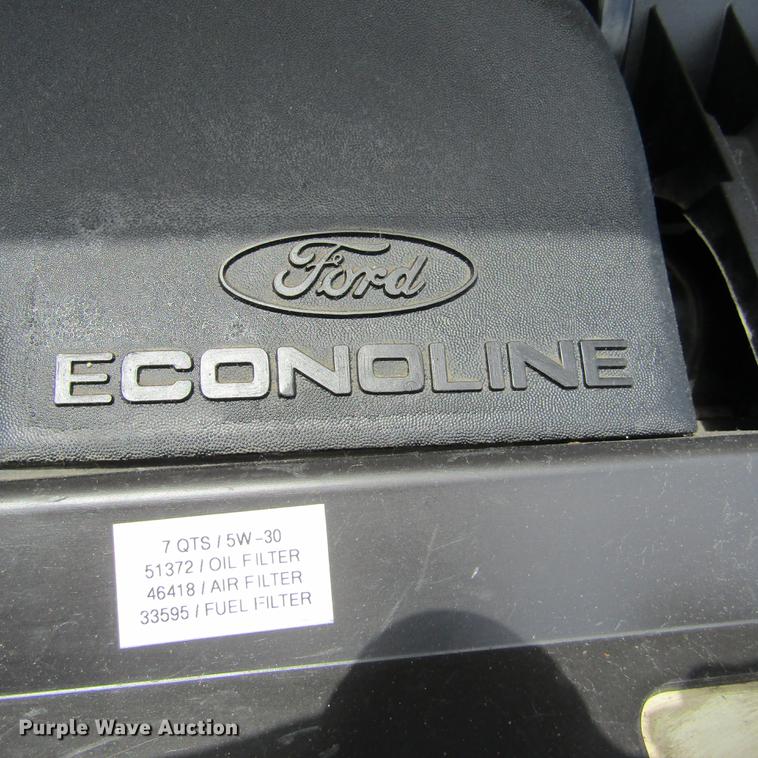 Ford
ECONOLINE
7 QTS / 5W-30
51372 / OIL FILTER
46418 / AIR FILTER
33595 / FUEL FILTER
Purple Wave Auction